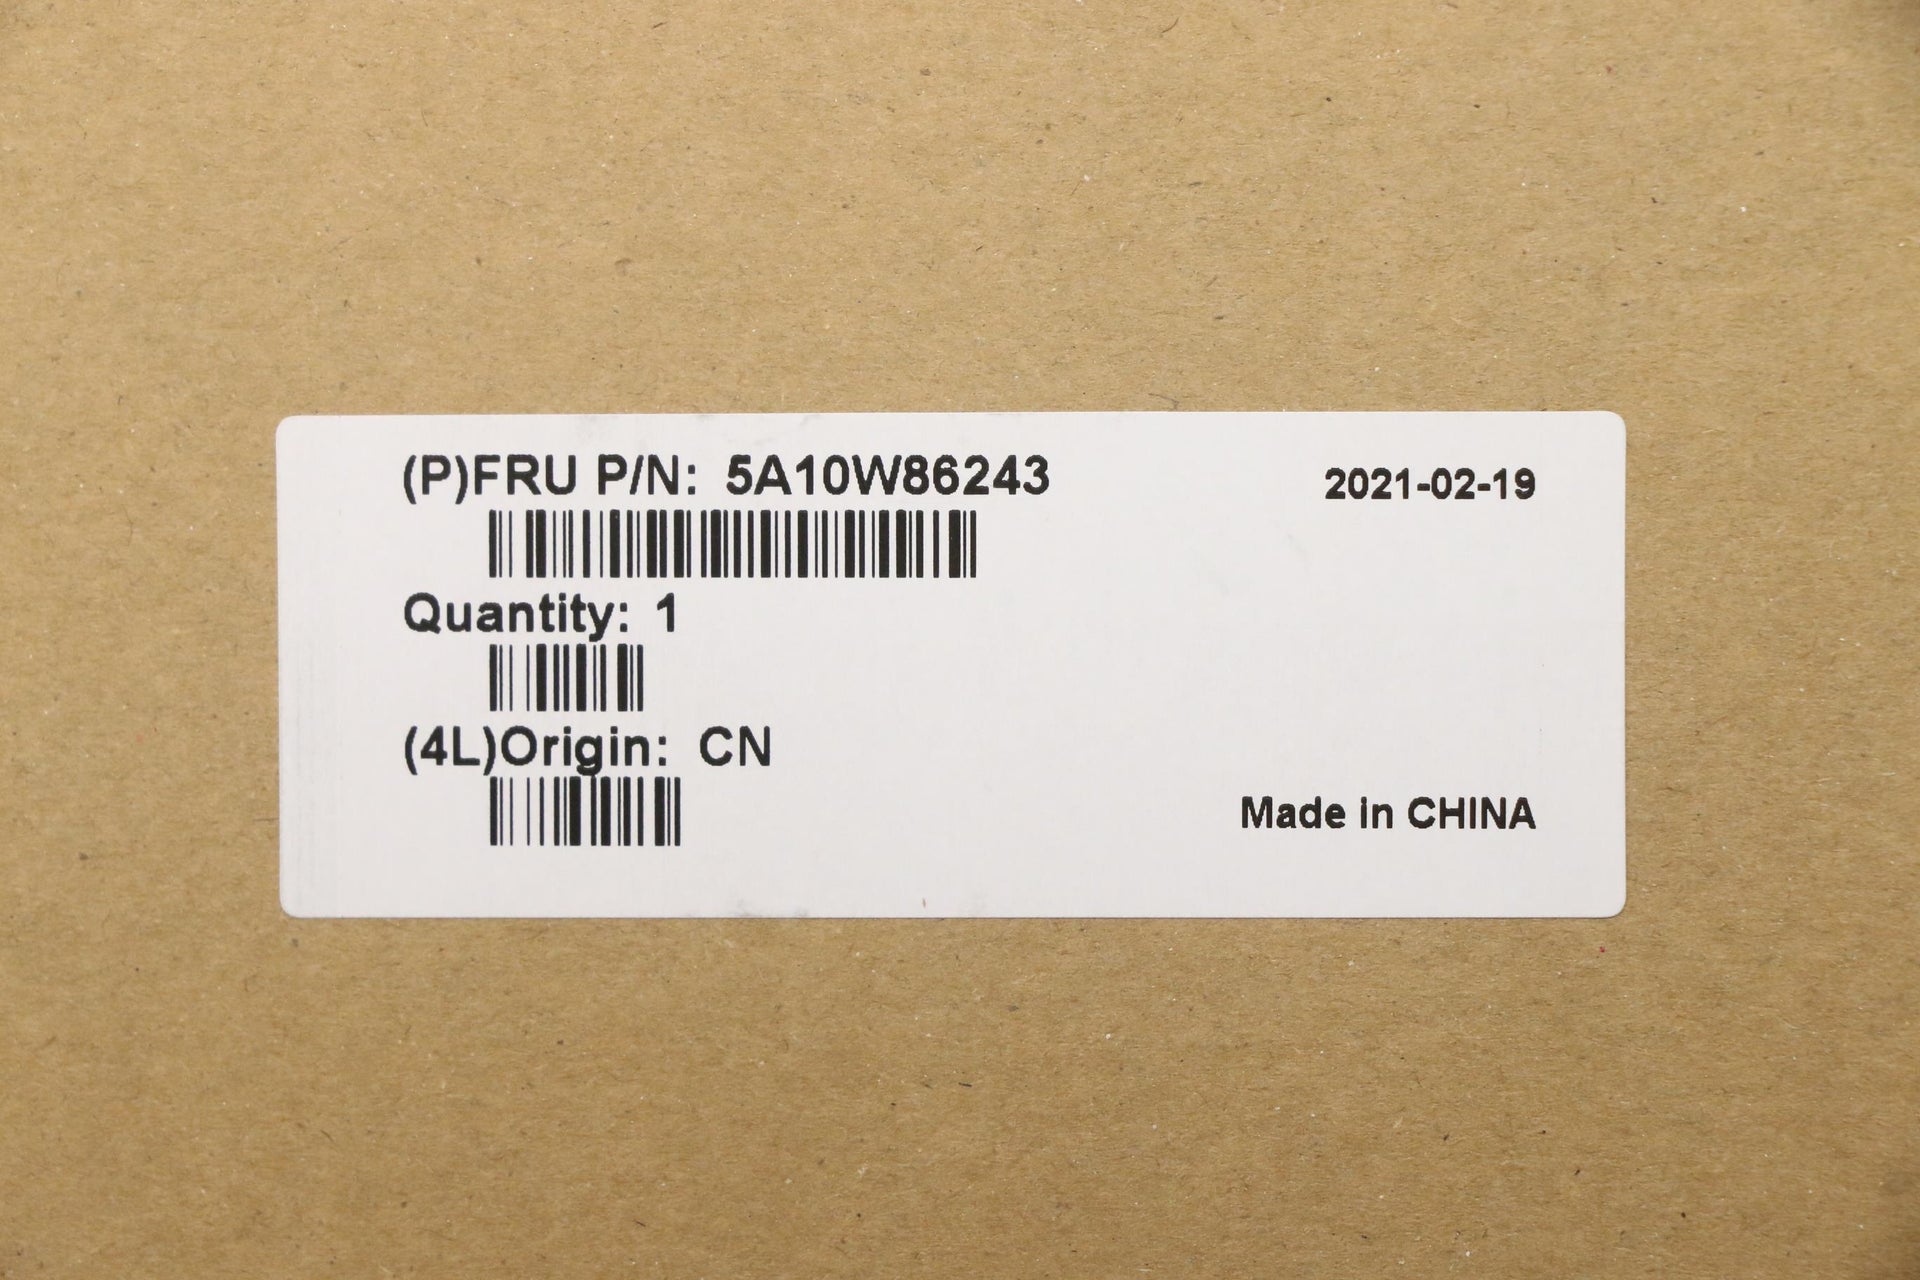 (P)FRU P/N: 5A10W86243
2021-02-19
Quantity: 1
(4L)Origin: CN
Made in CHINA